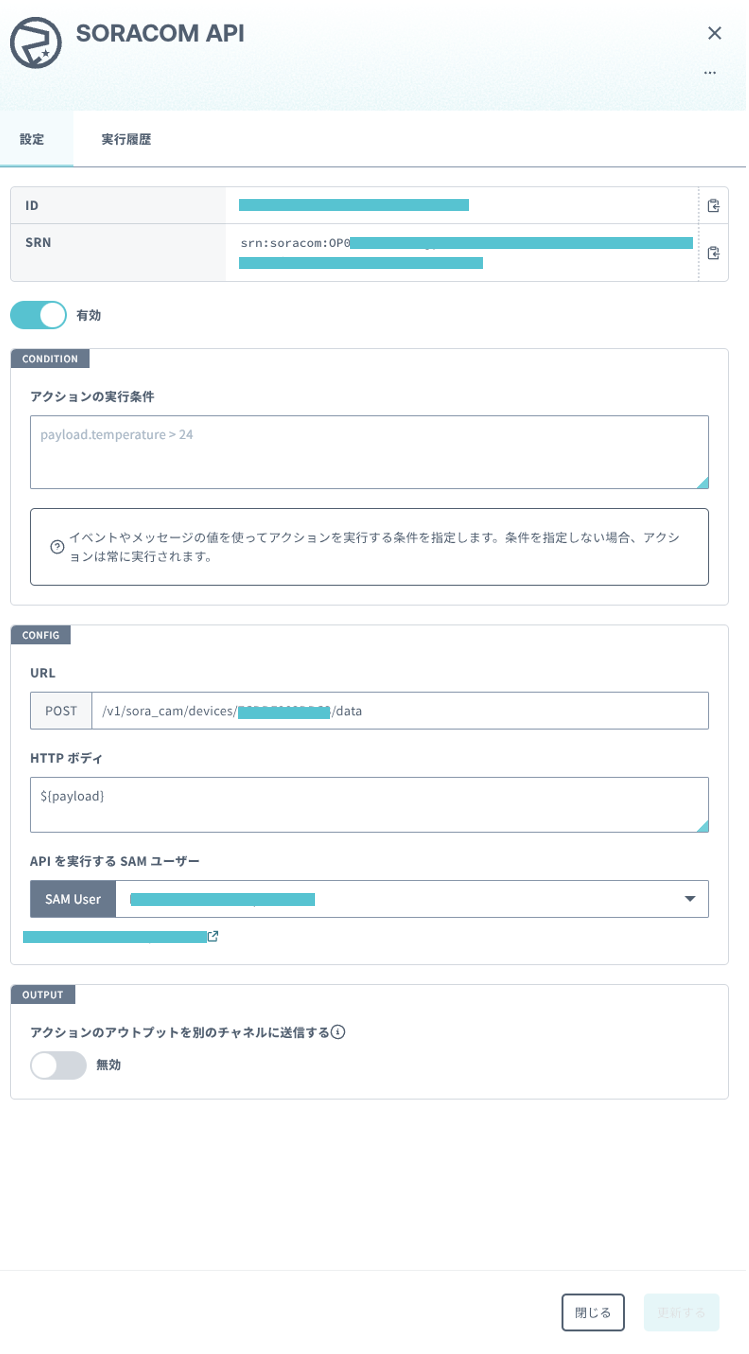 SORACOM API
設定
実行履歴
ID
SRN
srn:soracom:OP0
有効
CONDITION
アクションの実行条件
payload.temperature > 24
イベントやメッセージの値を使ってアクションを実行する条件を指定します。条件を指定しない場合、アクシ
ョンは常に実行されます。
CONFIG
URL
POST
/v1/sora_cam/devices/
/data
HTTP ボディ
${payload}
API を実行する SAM ユーザー
SAM User
OUTPUT
アクションのアウトプットを別のチャネルに送信する
無効
閉じる
更新する